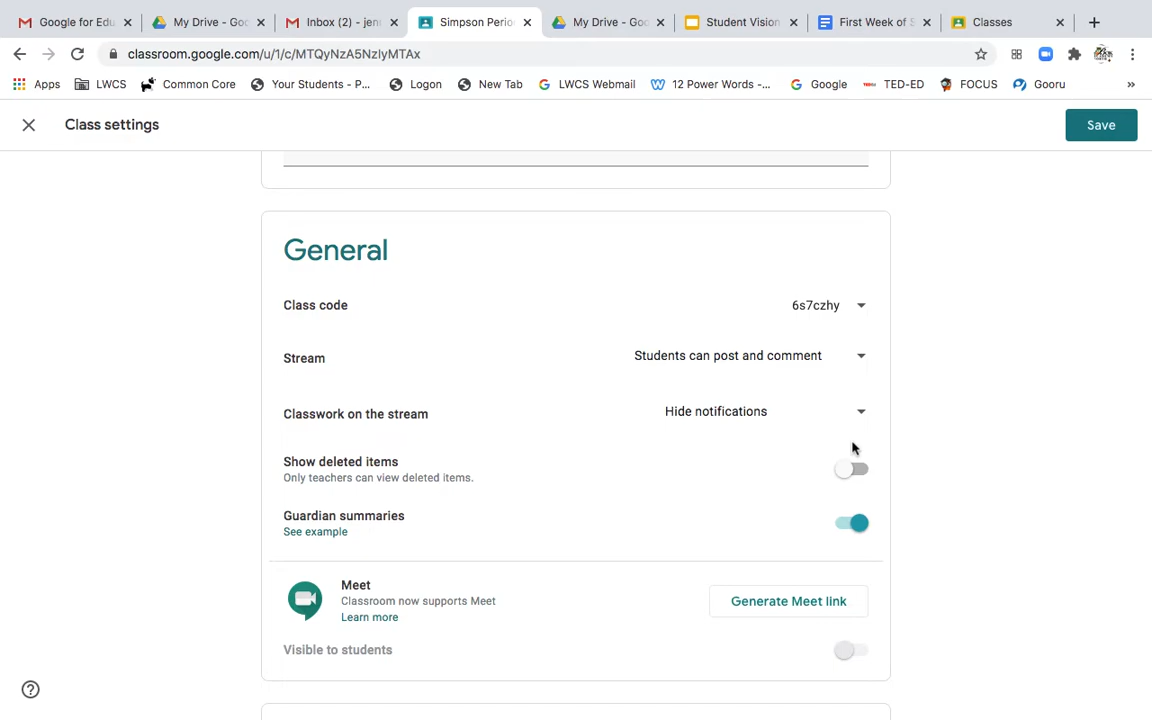 Google for Edu
My Drive - Goo
Inbox (2) - jenn
Simpson Perio
My Drive - Goo
Student Vision
First Week of S
Classes
classroom.google.com/u/1/c/MTQyNzA5NzIyMTAx
Apps
LWCS
Common Core
Your Students - P...
Logon
New Tab
LWCS Webmail
12 Power Words -...
Google
TED-ED
FOCUS
Gooru
»
Class settings
Save
General
Class code
6s7czhy
Stream
Students can post and comment
Classwork on the stream
Hide notifications
Show deleted items
Only teachers can view deleted items.
Guardian summaries
See example
Meet
Classroom now supports Meet
Learn more
Generate Meet link
Visible to students